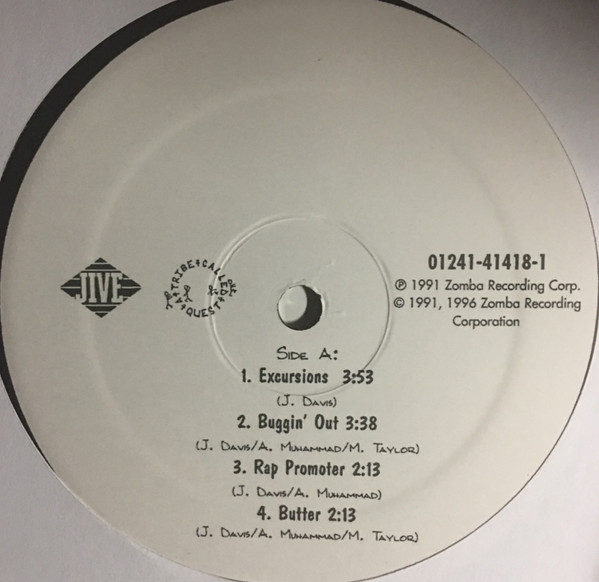 JIVE
A TRIBE CALLED QUEST
01241-41418-1
℗ 1991 Zomba Recording Corp.
© 1991, 1996 Zomba Recording
Corporation
SIDE A:
1. Excursions 3:53
(J. DAVIS)
2. Buggin' Out 3:38
(J. DAVIS/A. MUHAMMAD/M. TAYLOR)
3. Rap Promoter 2:13
(J. DAVIS/A. MUHAMMAD)
4. Butter 2:13
(J. DAVIS/A. MUHAMMAD/M. TAYLOR)